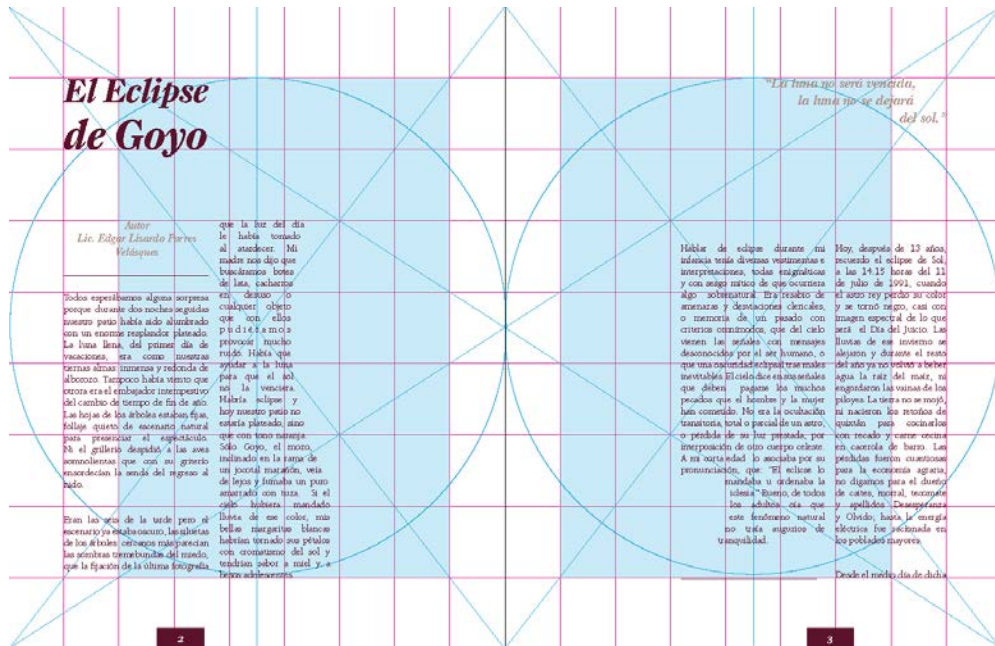 El Eclipse
de Goyo
Autor
Lic. Edgar Lisardo Porres
Velásques
Todos esperábamos alguna sorpresa
porque durante dos noches seguidas
nuestro patio había sido alumbrado
con un enorme resplandor plateado.
La luna llena, del primer día de
vacaciones, era como nuestras
tiernas almas: inmensa y redonda de
alborozo. Tampoco había viento que
otrora era el embajador intempestivo
del cambio de tiempo de fin de año.
Las hojas de los árboles estaban fijas,
follaje quieto de escenario natural
para presenciar el espectáculo.
Ni el grillerío despidió a las aves
somnolientas que con su griterío
ensordecían la senda del regreso al
nido.
Eran las seis de la tarde pero el
escenario ya estaba oscuro, las siluetas
de los árboles cercanos más parecían
las sombras tremebundas del miedo,
que la fijación de la última fotografía
que la luz del día
le había tomado
al atardecer. Mi
madre nos dijo que
buscáramos botes
de lata, cacharros
en desuso o
cualquier objeto
que con ellos
pudiéramos
provocar mucho
ruido. Había que
ayudar a la luna
para que el sol
no la venciera.
Habría eclipse y
hoy nuestro patio no
estaría plateado, sino
que con tono naranja.
Sólo Goyo, el moro,
inclinado en la rama de
un jocotal marañón, veía
de lejos y fumaba un puro
amarrado con tuza. Si el
cielo hubiera mandado
lluvia de ese color, mis
bellas margaritas blancas
habrían tornado sus pétalos
con cromatismo del sol y
tendrían sabor a miel y a
besos adolescentes.
2
"La luna no será vencida,
la luna no se dejará
del sol."
Hablar de eclipse durante mi
infancia tenía diversas vestimentas e
interpretaciones, todas enigmáticas
y con sesgo mítico de que ocurriera
algo sobrenatural. Era resabio de
amenazas y desviaciones clericales,
o memoria de un pasado con
criterios omnímodos, que del cielo
vienen las señales con mensajes
desconocidos por el ser humano, o
que una oscuridad eclipsal trae males
inevitables. El cielo dice en sus señales
que deben pagarse los muchos
pecados que el hombre y la mujer
han cometido. No era la ocultación
transitoria, total o parcial de un astro,
o pérdida de su luz prestada, por
interposición de otro cuerpo celeste.
A mi corta edad lo asociaba por su
pronunciación, que: "El eclipse lo
mandaba u ordenaba la
iclesia." Bueno, de todos
los adultos oía que
este fenómeno natural
no traía augurios de
tranquilidad.
Hoy, después de 13 años,
recuerdo el eclipse de Sol,
a las 14:15 horas del 11
de julio de 1991, cuando
el astro rey perdió su color
y se tornó negro, casi con
imagen espectral de lo que
será el Día del Juicio. Las
lluvias de ese invierno se
alejaron y durante el resto
del año ya no volvió a beber
agua la raíz del maíz, ni
engordaron las vainas de los
piloyes. La tierra no se mojó,
ni nacieron los retoños de
quixtán para cocinarlos
con recado y carne cecina
en cacerola de barro. Las
pérdidas fueron cuantiosas
para la economía agraria,
no digamos para el dueño
de caites, morral, tecomate
y apellidos Desesperanza
y Olvido; hasta la energía
eléctrica fue racionada en
los poblados mayores.
Desde el medio día de dicha
3